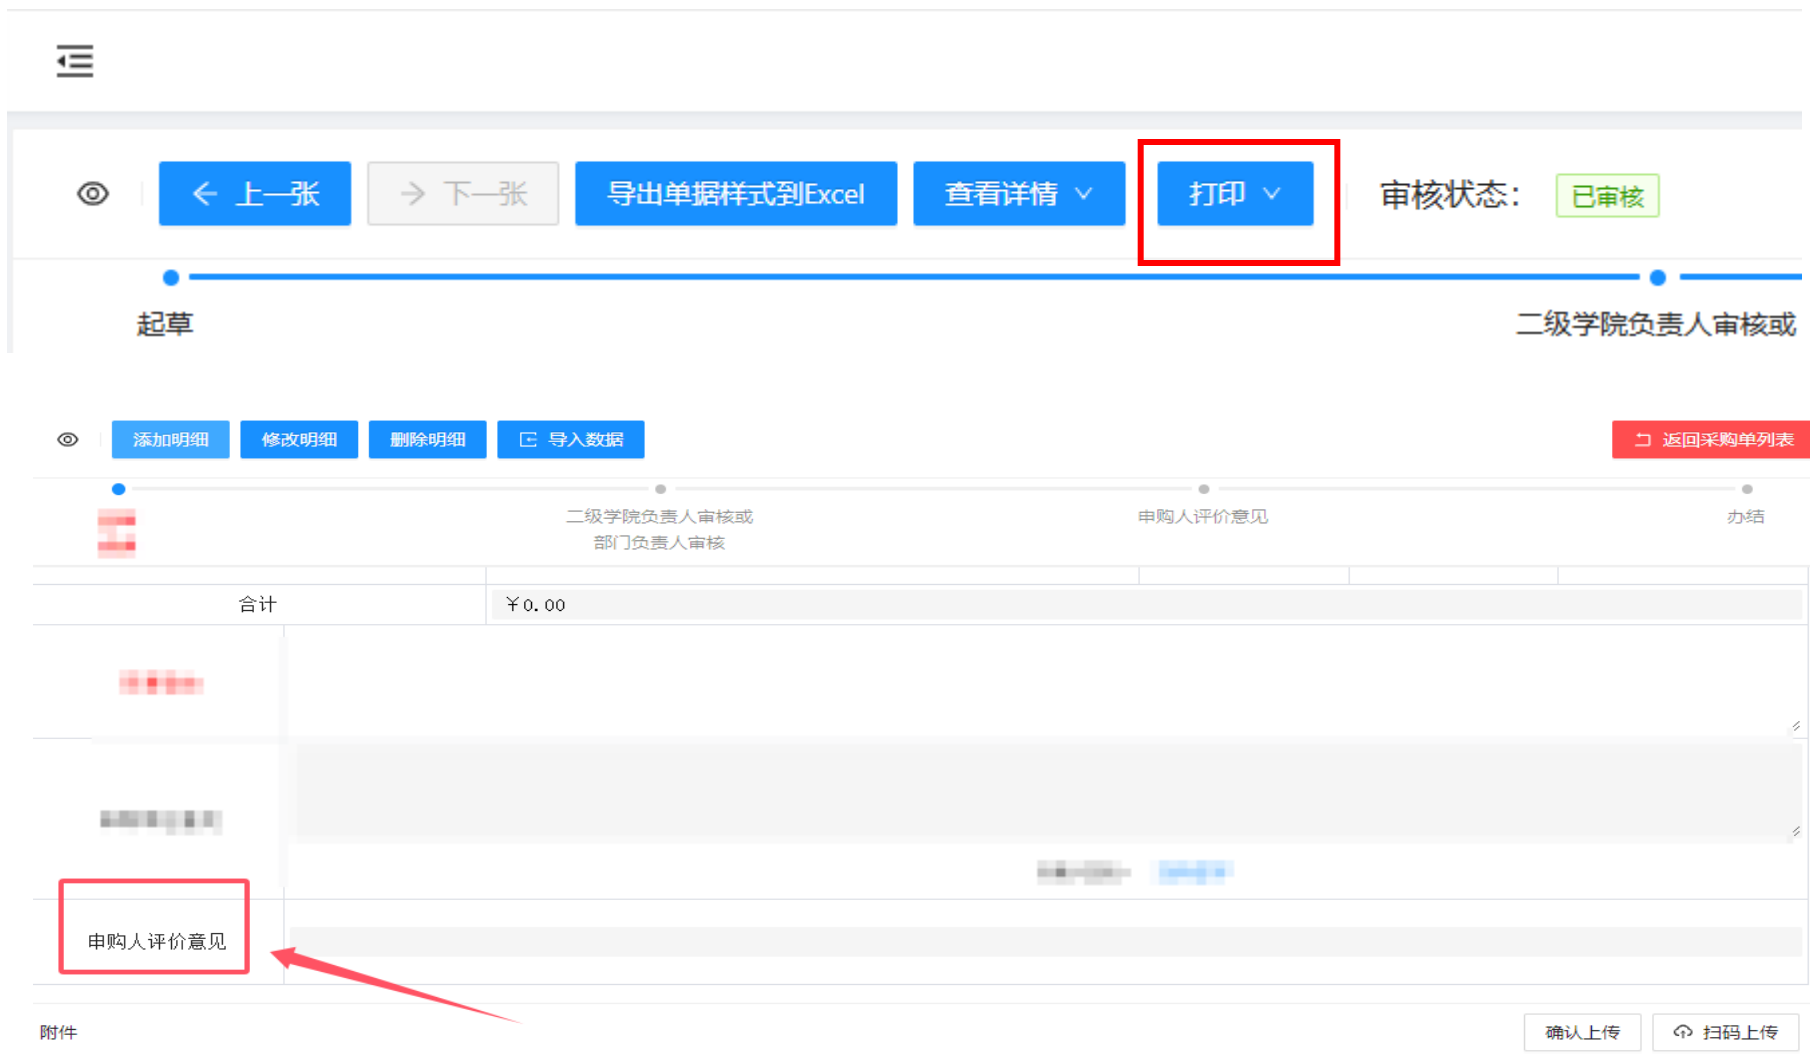 上一张 下一张 导出单据样式到Excel 查看详情 打印 审核状态： 已审核
起草 二级学院负责人审核或
添加明细 修改明细 删除明细 导入数据 返回采购单列表
二级学院负责人审核或 申购人评价意见 办结
部门负责人审核
合计 ￥0.00
申购人评价意见
附件 确认上传 扫码上传